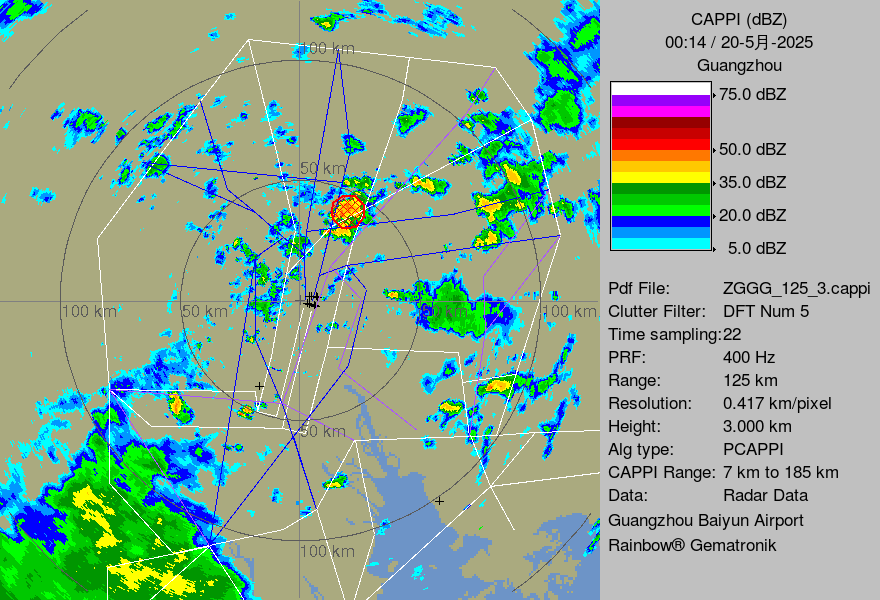 CAPPI (dBZ)
00:14 / 20-5月-2025
Guangzhou
75.0 dBZ
50.0 dBZ
35.0 dBZ
20.0 dBZ
5.0 dBZ
Pdf File: ZGGG_125_3.cappi
Clutter Filter: DFT Num 5
Time sampling:22
PRF: 400 Hz
Range: 125 km
Resolution: 0.417 km/pixel
Height: 3.000 km
Alg type: PCAPPI
CAPPI Range: 7 km to 185 km
Data: Radar Data
Guangzhou Baiyun Airport
Rainbow® Gematronik
100 km
50 km
100 km
50 km
50 km
100 km
50 km
100 km